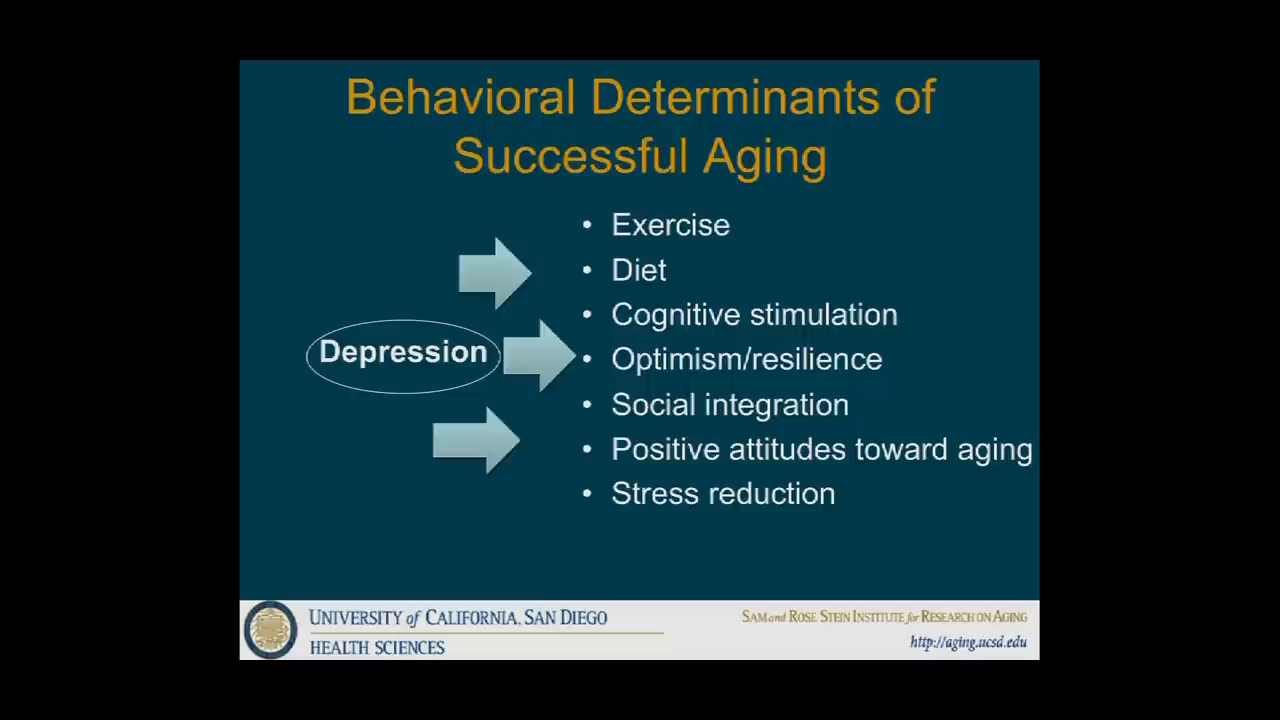 Behavioral Determinants of
Successful Aging
• Exercise
• Diet
• Cognitive stimulation
Depression
• Optimism/resilience
• Social integration
• Positive attitudes toward aging
• Stress reduction
UNIVERSITY of CALIFORNIA, SAN DIEGO
HEALTH SCIENCES
SAM and ROSE STEIN INSTITUTE for RESEARCH ON AGING
http://aging.ucsd.edu